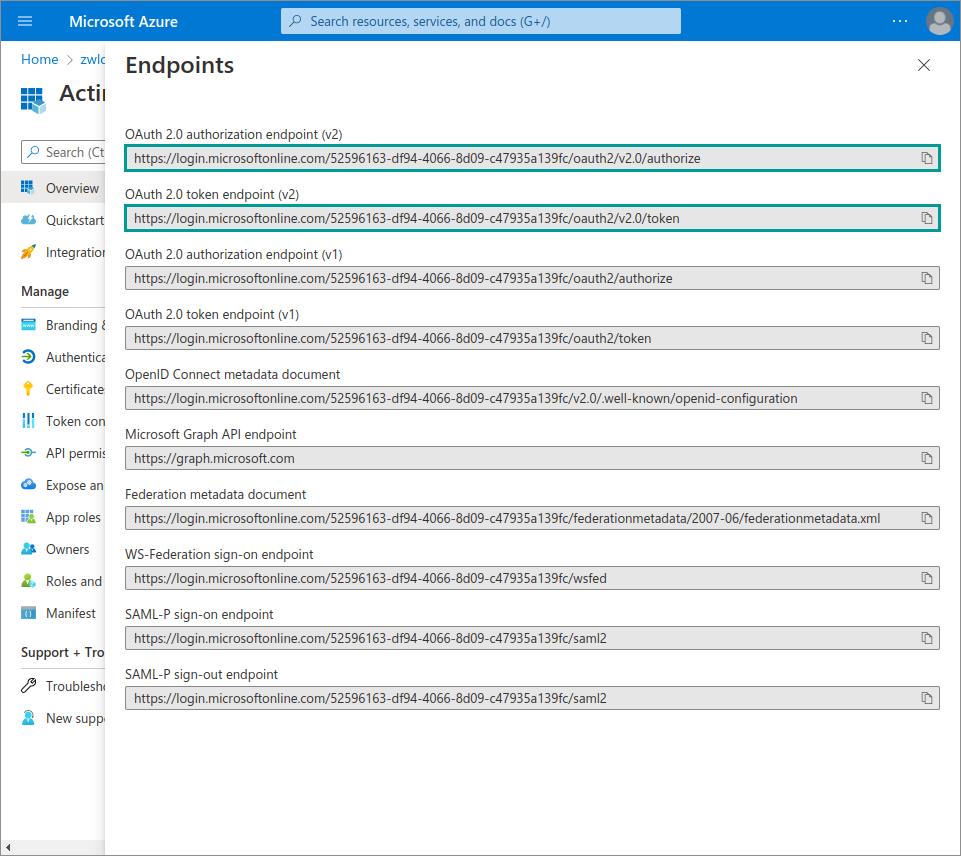 Microsoft Azure
Search resources, services, and docs (G+/)
Home > zwlc
Endpoints
Actin
OAuth 2.0 authorization endpoint (v2)
https://login.microsoftonline.com/52596163-df94-4066-8d09-c47935a139fc/oauth2/v2.0/authorize
OAuth 2.0 token endpoint (v2)
https://login.microsoftonline.com/52596163-df94-4066-8d09-c47935a139fc/oauth2/v2.0/token
OAuth 2.0 authorization endpoint (v1)
https://login.microsoftonline.com/52596163-df94-4066-8d09-c47935a139fc/oauth2/authorize
OAuth 2.0 token endpoint (v1)
https://login.microsoftonline.com/52596163-df94-4066-8d09-c47935a139fc/oauth2/token
OpenID Connect metadata document
https://login.microsoftonline.com/52596163-df94-4066-8d09-c47935a139fc/v2.0/.well-known/openid-configuration
Microsoft Graph API endpoint
https://graph.microsoft.com
Federation metadata document
https://login.microsoftonline.com/52596163-df94-4066-8d09-c47935a139fc/federationmetadata/2007-06/federationmetadata.xml
WS-Federation sign-on endpoint
https://login.microsoftonline.com/52596163-df94-4066-8d09-c47935a139fc/wsfed
SAML-P sign-on endpoint
https://login.microsoftonline.com/52596163-df94-4066-8d09-c47935a139fc/saml2
SAML-P sign-out endpoint
https://login.microsoftonline.com/52596163-df94-4066-8d09-c47935a139fc/saml2
Search (Ct
Overview
Quickstart
Integration
Manage
Branding &
Authentica
Certificates
Token con
API permis
Expose an
App roles
Owners
Roles and
Manifest
Support + Tro
Troublesho
New suppo